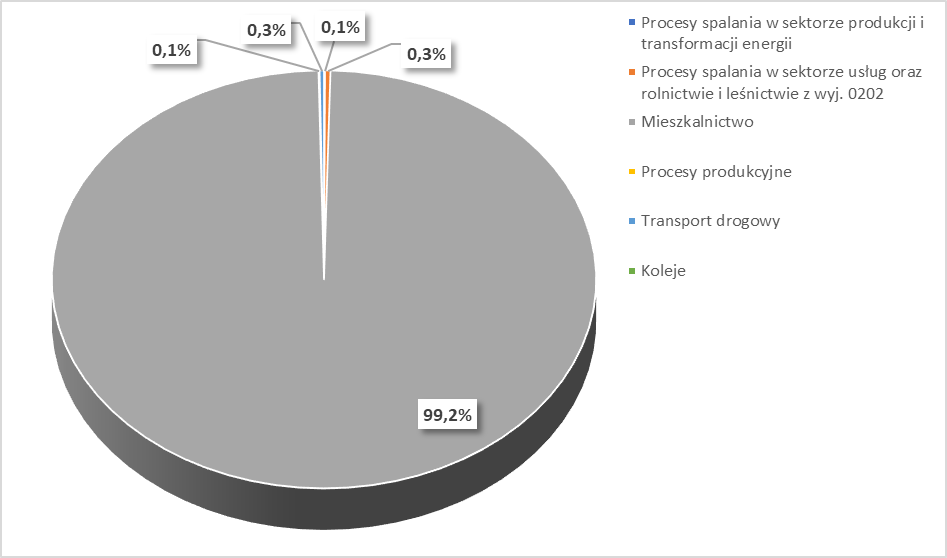 0,1%
0,3%
0,1%
0,3%
99,2%
Procesy spalania w sektorze produkcji i
transformacji energii
Procesy spalania w sektorze usług oraz
rolnictwie i leśnictwie z wyj. 0202
Mieszkalnictwo
Procesy produkcyjne
Transport drogowy
Koleje